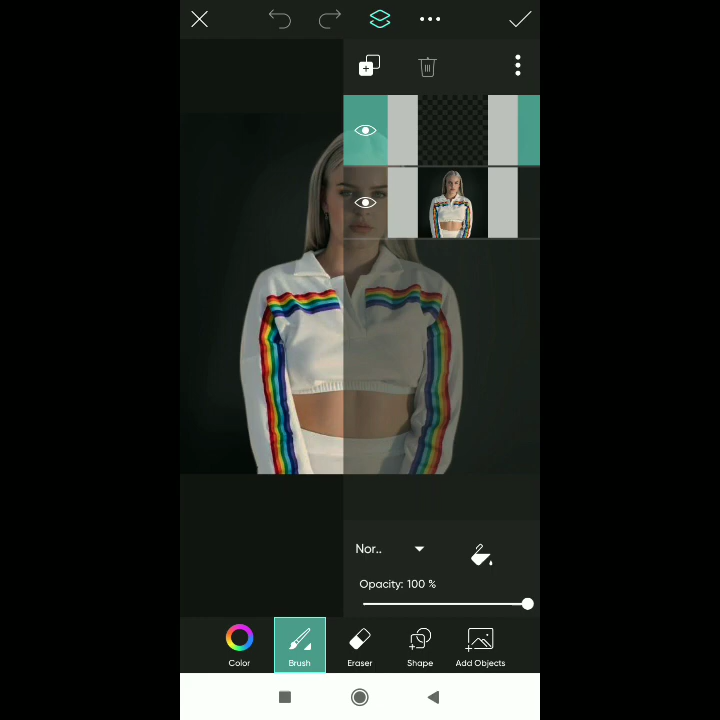 Nor..
Opacity: 100 %
Color
Brush
Eraser
Shape
Add Objects